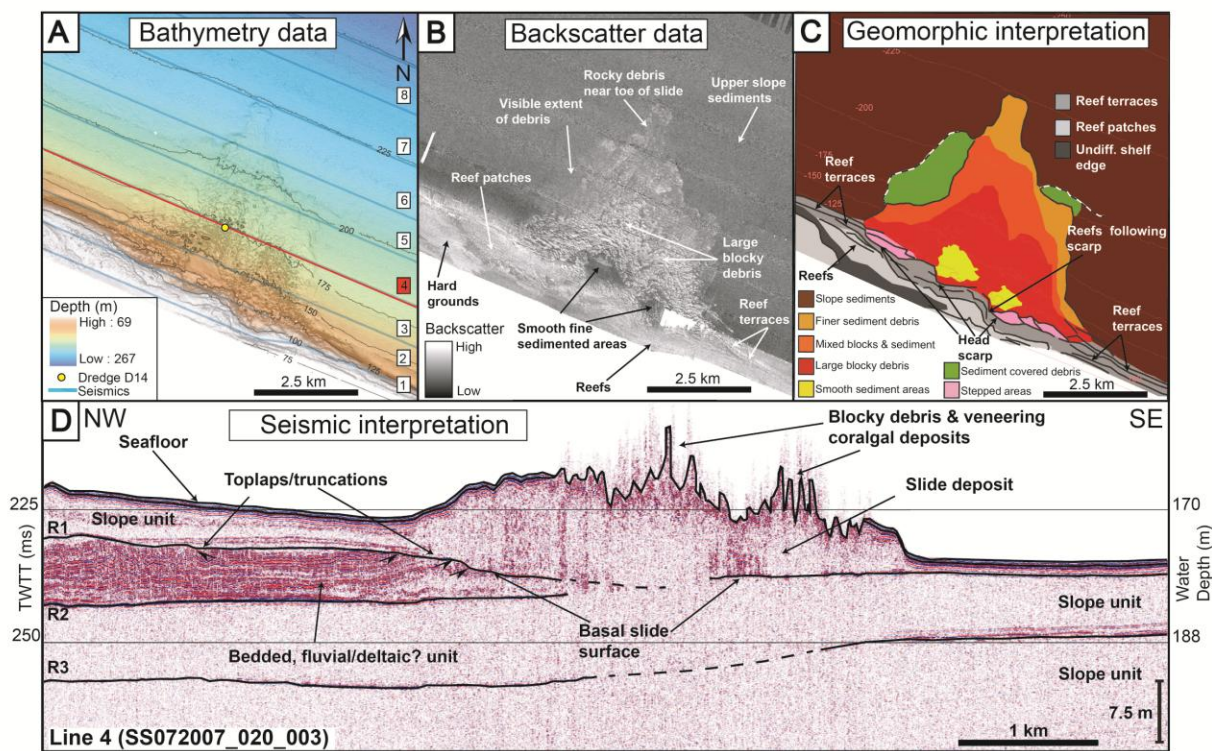 A
Bathymetry data
N
8
7
225
6
200
5
175
4
150
3
100
2
125
75
1
Depth (m)
High : 69
Low : 267
Dredge D14
Seismics
2.5 km
B
Backscatter data
Rocky debris
near toe of slide
Upper slope
sediments
Visible extent
of debris
Reef patches
Large
blocky
debris
Hard
grounds
Smooth fine
sedimented areas
Reef
terraces
Backscatter
High
Low
Reefs
2.5 km
C
Geomorphic interpretation
-225
-200
-175
-150
-125
Reef terraces
Reef patches
Undiff. shelf
edge
Reef
terraces
Reefs following
scarp
Reefs
Reef
terraces
Head
scarp
Slope sediments
Finer sediment debris
Mixed blocks & sediment
Large blocky debris
Smooth sediment areas
Sediment covered debris
Stepped areas
2.5 km
D
NW
Seismic interpretation
SE
Seafloor
Blocky debris & veneering
coralgal deposits
Toplaps/truncations
Slide deposit
225
170
R1
Slope unit
TWTT (ms)
Water
Depth (m)
R2
Slope unit
Basal slide
surface
250
188
Bedded, fluvial/deltaic? unit
R3
Slope unit
7.5 m
Line 4 (SS072007_020_003)
1 km